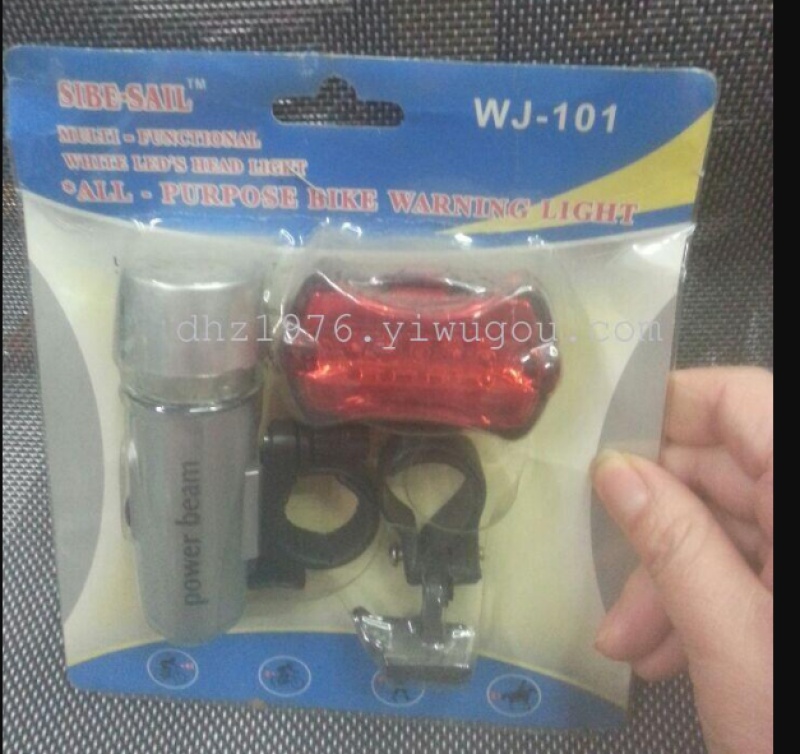 SIBE-SAIL™
WJ-101
MULTI - FUNCTIONAL
WHITE LED'S HEAD LIGHT
*ALL - PURPOSE BIKE WARNING LIGHT
dhz1976.yiwugou.com
power beam